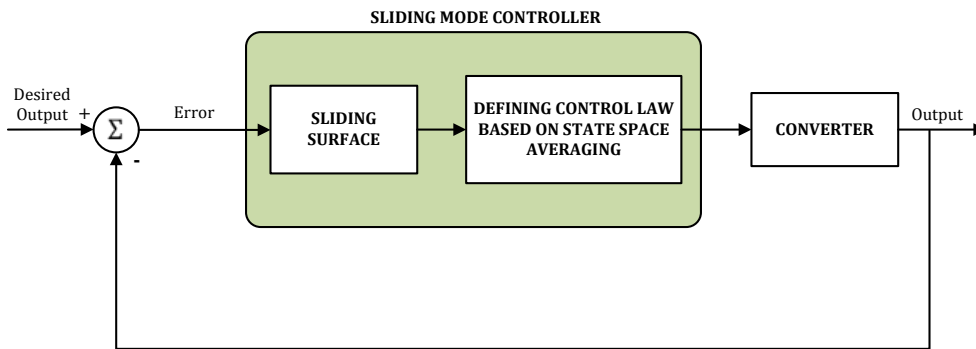 SLIDING MODE CONTROLLER
Desired
Output
+
Σ
-
Error
SLIDING
SURFACE
DEFINING CONTROL LAW
BASED ON STATE SPACE
AVERAGING
CONVERTER
Output